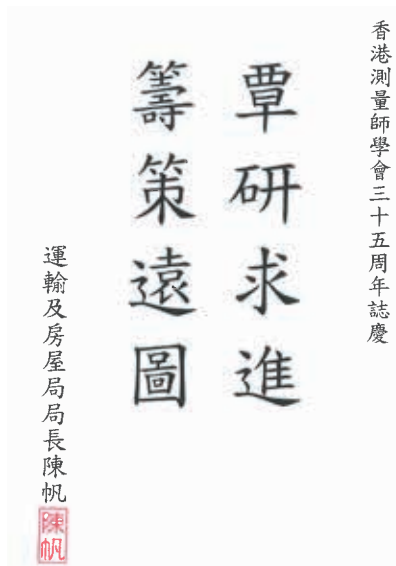 香港測量師學會三十五周年誌慶
覃研求進
籌策遠圖
運輸及房屋局局長陳帆
陳帆